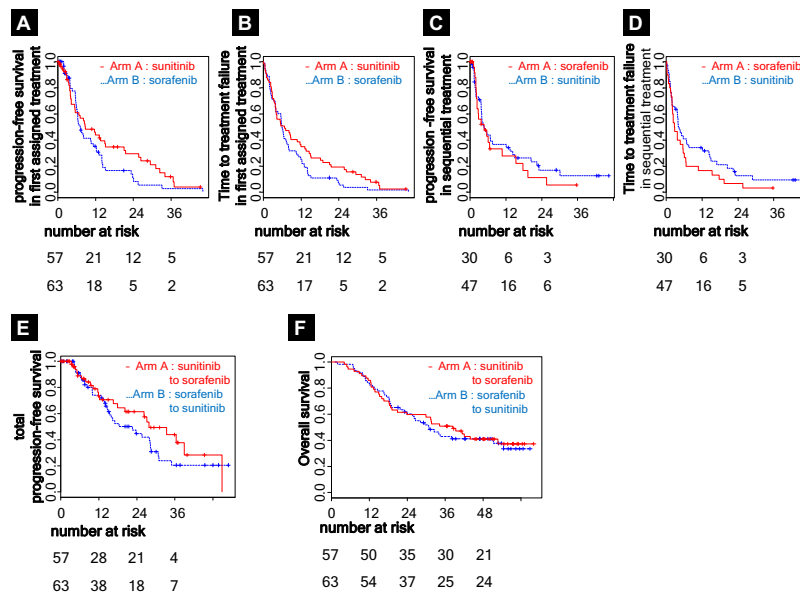 A
progression-free survival
in first assigned treatment
0.0 0.2 0.4 0.6 0.8 1.0
- Arm A : sunitinib
...Arm B : sorafenib
0 12 24 36
number at risk
57 21 12 5
63 18 5 2
B
Time to treatment failure
in first assigned treatment
0.0 0.2 0.4 0.6 0.8 1.0
- Arm A : sunitinib
...Arm B : sorafenib
0 12 24 36
number at risk
57 21 12 5
63 17 5 2
C
progression -free survival
in sequential treatment
0.0 0.2 0.4 0.6 0.8 1.0
- Arm A : sorafenib
...Arm B : sunitinib
0 12 24 36
number at risk
30 6 3
47 16 6
D
Time to treatment failure
in sequential treatment
0.0 0.2 0.4 0.6 0.8 1.0
- Arm A : sorafenib
...Arm B : sunitinib
0 12 24 36
number at risk
30 6 3
47 16 5
E
total
progression-free survival
0.0 0.2 0.4 0.6 0.8 1.0
- Arm A : sunitinib
to sorafenib
...Arm B : sorafenib
to sunitinib
0 12 24 36
number at risk
57 28 21 4
63 38 18 7
F
Overall survival
0.0 0.2 0.4 0.6 0.8 1.0
- Arm A : sunitinib
to sorafenib
...Arm B : sorafenib
to sunitinib
0 12 24 36 48
number at risk
57 50 35 30 21
63 54 37 25 24